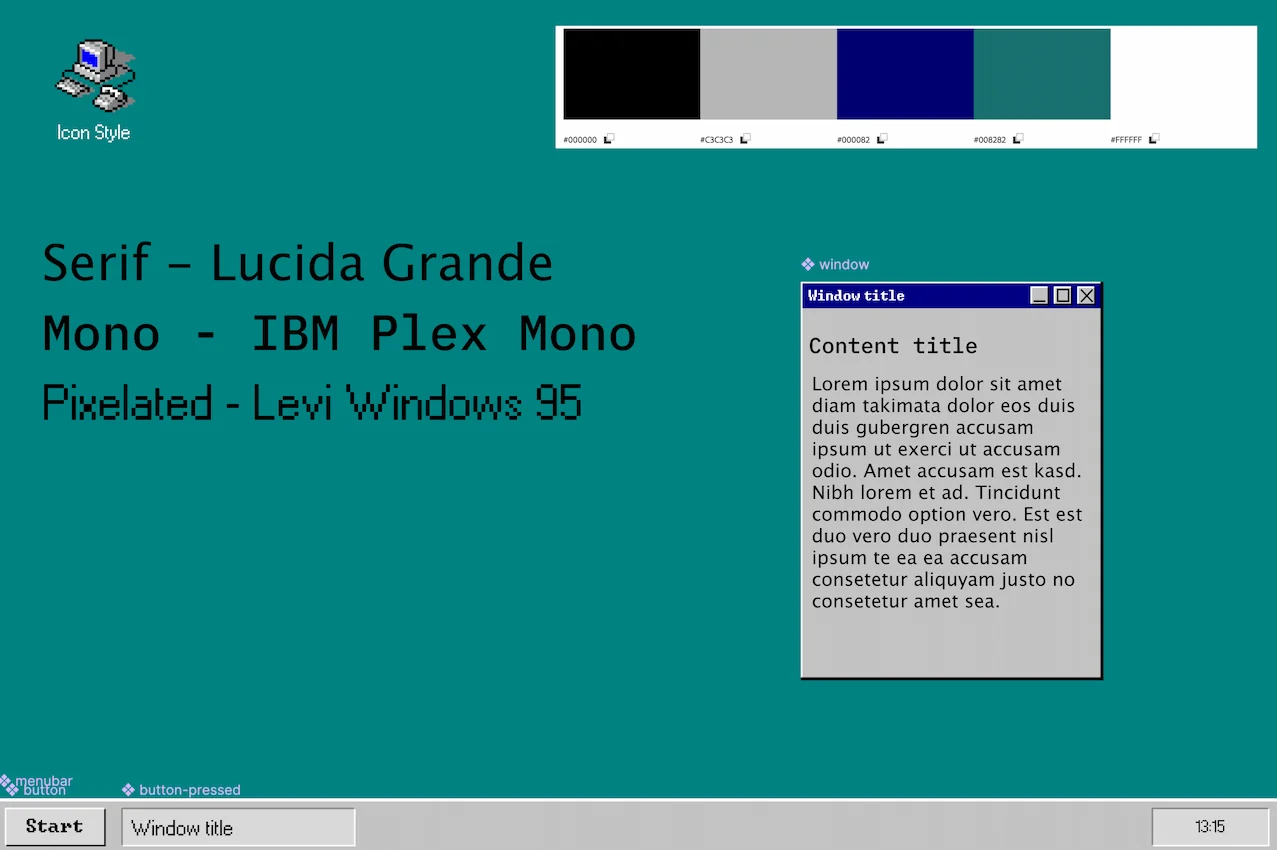 Icon Style
#000000
#C3C3C3
#000082
#008282
#FFFFFF
Serif – Lucida Grande
Mono - IBM Plex Mono
Pixelated - Levi Windows 95
window
Window title
Content title
Lorem ipsum dolor sit amet
diam takimata dolor eos duis
duis gubergren accusam
ipsum ut exerci ut accusam
odio. Amet accusam est kasd.
Nibh lorem et ad. Tincidunt
commodo option vero. Est est
duo vero duo praesent nisl
ipsum te ea ea accusam
consetetur aliquyam justo no
consetetur amet sea.
menubar
button
button-pressed
Start
Window title
13:15